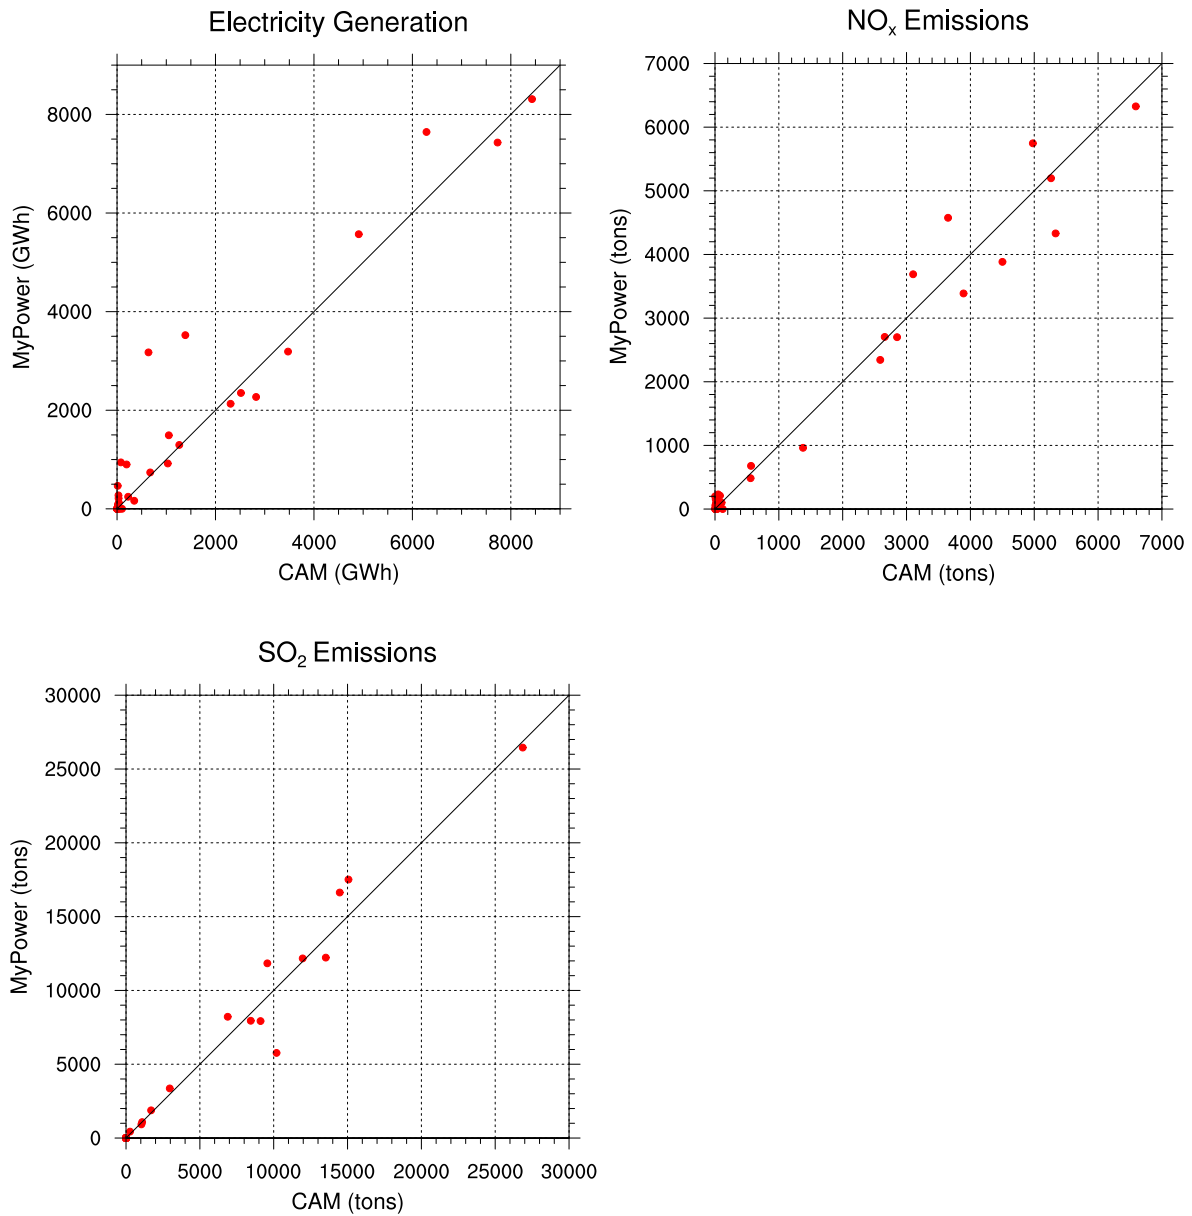 Electricity Generation
8000
6000
4000
2000
0
MyPower (GWh)
0 2000 4000 6000 8000
CAM (GWh)
NOx Emissions
7000
6000
5000
4000
3000
2000
1000
0
MyPower (tons)
0 1000 2000 3000 4000 5000 6000 7000
CAM (tons)
SO2 Emissions
30000
25000
20000
15000
10000
5000
0
MyPower (tons)
0 5000 10000 15000 20000 25000 30000
CAM (tons)